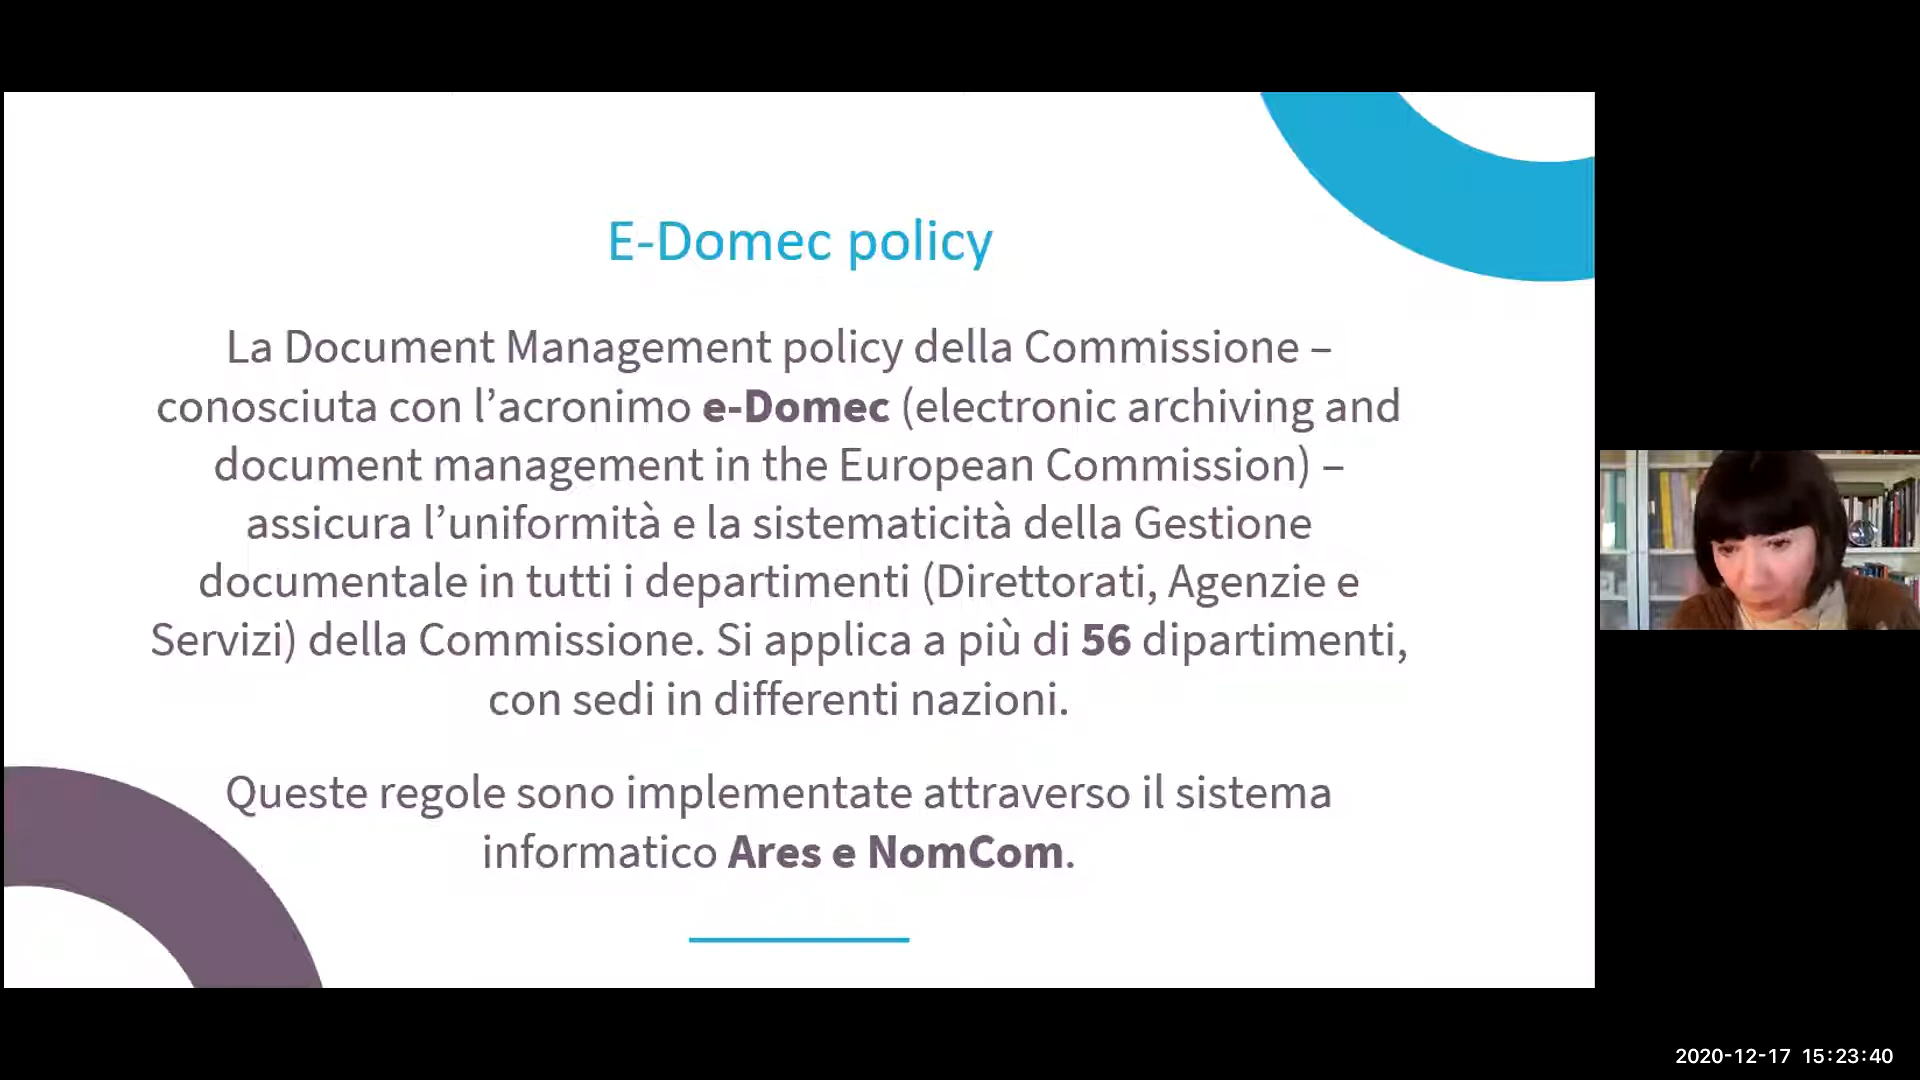 E-Domec policy
La Document Management policy della Commissione –
conosciuta con l’acronimo e-Domec (electronic archiving and
document management in the European Commission) –
assicura l’uniformità e la sistematicità della Gestione
documentale in tutti i departimenti (Direttorati, Agenzie e
Servizi) della Commissione. Si applica a più di 56 dipartimenti,
con sedi in differenti nazioni.
Queste regole sono implementate attraverso il sistema
informatico Ares e NomCom.
2020-12-17 15:23:40